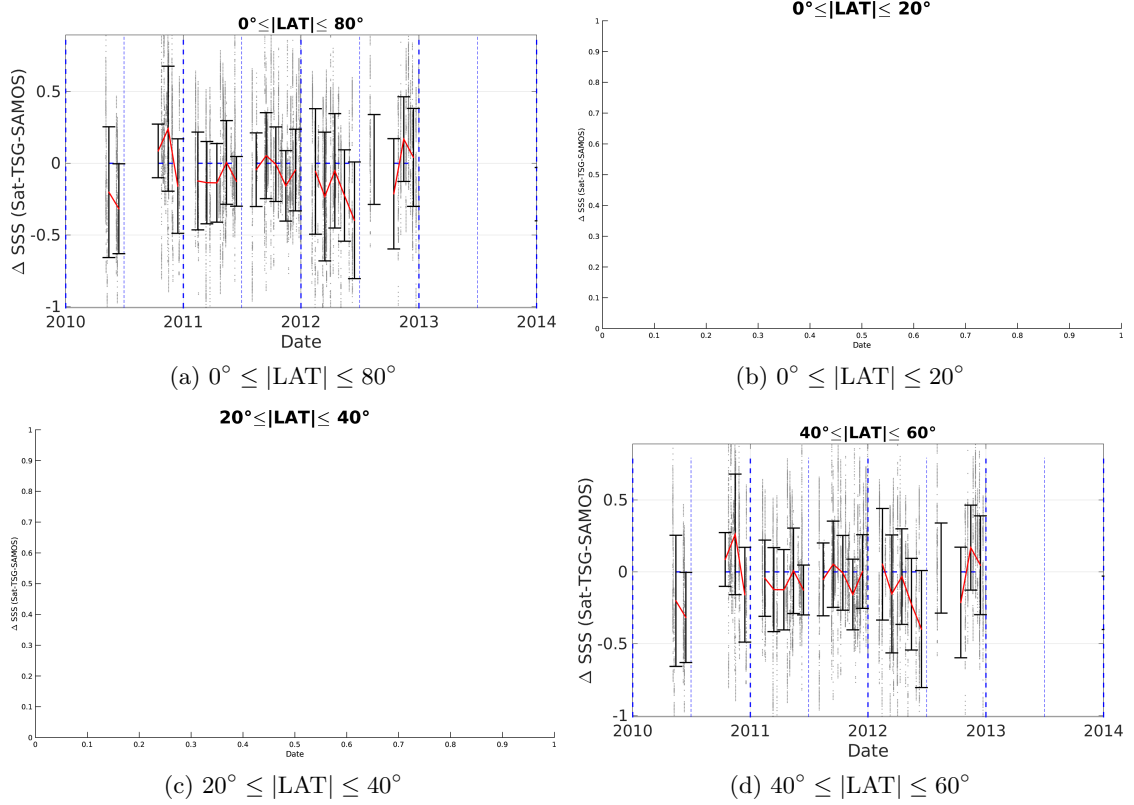 0°≤|LAT|≤ 80°
Δ SSS (Sat-TSG-SAMOS)
0.5
0
-0.5
-1
2010 2011 2012 2013 2014
Date
(a) 0° ≤ |LAT| ≤ 80°
0°≤|LAT|≤ 20°
Δ SSS (Sat-TSG-SAMOS)
1
0.9
0.8
0.7
0.6
0.5
0.4
0.3
0.2
0.1
0
0 0.1 0.2 0.3 0.4 0.5 0.6 0.7 0.8 0.9 1
Date
(b) 0° ≤ |LAT| ≤ 20°
20°≤|LAT|≤ 40°
Δ SSS (Sat-TSG-SAMOS)
1
0.9
0.8
0.7
0.6
0.5
0.4
0.3
0.2
0.1
0
0 0.1 0.2 0.3 0.4 0.5 0.6 0.7 0.8 0.9 1
Date
(c) 20° ≤ |LAT| ≤ 40°
40°≤|LAT|≤ 60°
Δ SSS (Sat-TSG-SAMOS)
0.5
0
-0.5
-1
2010 2011 2012 2013 2014
Date
(d) 40° ≤ |LAT| ≤ 60°